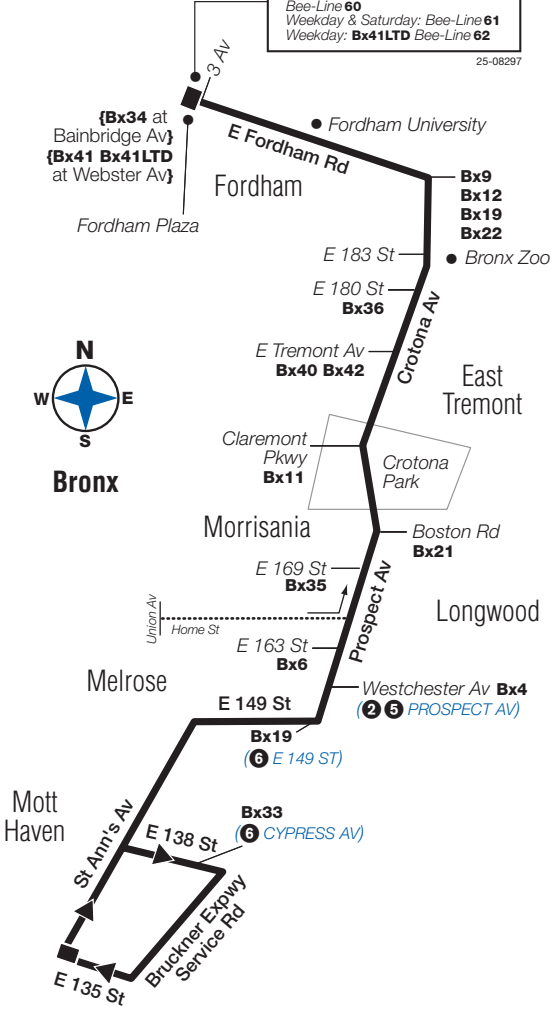 Bee-Line 60
Weekday & Saturday: Bee-Line 61
Weekday: Bx41LTD Bee-Line 62
25-08297
3 Av
{Bx34 at
Bainbridge Av}
{Bx41 Bx41LTD
at Webster Av}
Fordham Plaza
E Fordham Rd
Fordham University
Fordham
Bx9
Bx12
Bx19
Bx22
E 183 St
Bronx Zoo
E 180 St
Bx36
Crotona Av
E Tremont Av
Bx40 Bx42
East
Tremont
N
W E
S
Bronx
Claremont
Pkwy
Bx11
Crotona
Park
Morrisania
Boston Rd
Bx21
E 169 St
Bx35
Prospect Av
Longwood
Union Av
Home St
E 163 St
Bx6
Melrose
Westchester Av Bx4
(2 5 PROSPECT AV)
E 149 St
Bx19
(6 E 149 ST)
Mott
Haven
St Ann's Av
Bx33
(6 CYPRESS AV)
E 138 St
Bruckner Expwy
Service Rd
E 135 St